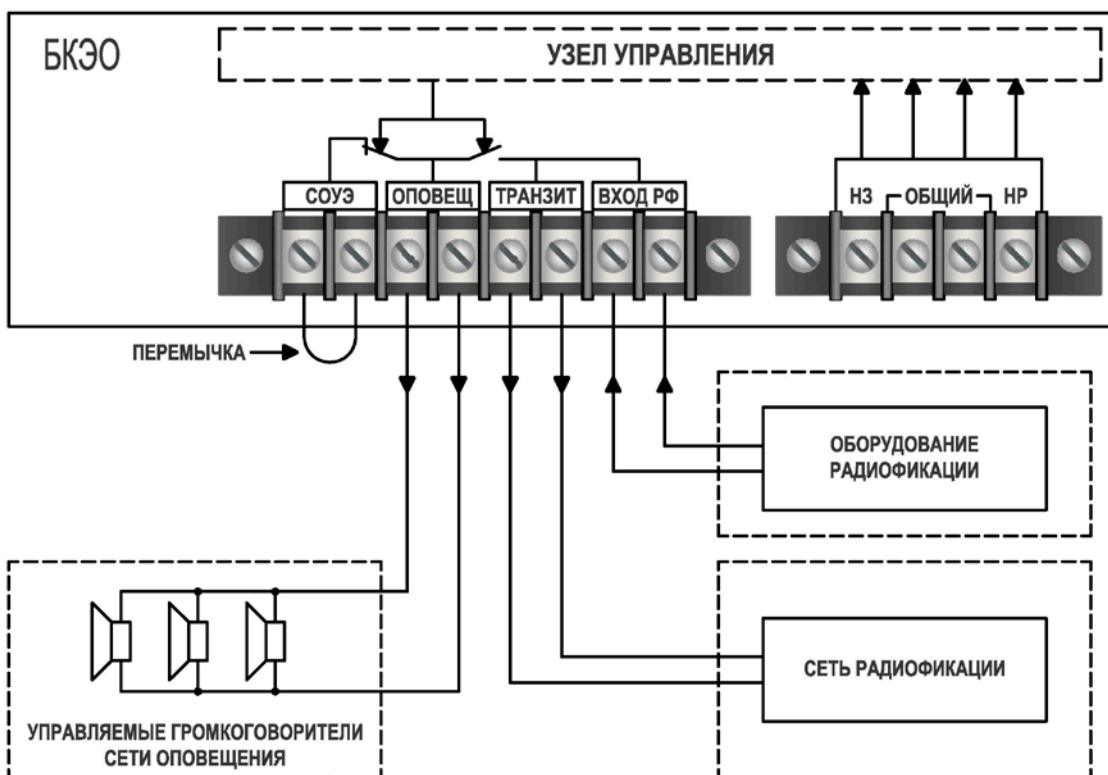 БКЭО
УЗЕЛ УПРАВЛЕНИЯ
СОУЭ
ОПОВЕЩ
ТРАНЗИТ
ВХОД РФ
НЗ
ОБЩИЙ
НР
ПЕРЕМЫЧКА
ОБОРУДОВАНИЕ
РАДИОФИКАЦИИ
СЕТЬ РАДИОФИКАЦИИ
УПРАВЛЯЕМЫЕ ГРОМКОГОВОРИТЕЛИ
СЕТИ ОПОВЕЩЕНИЯ